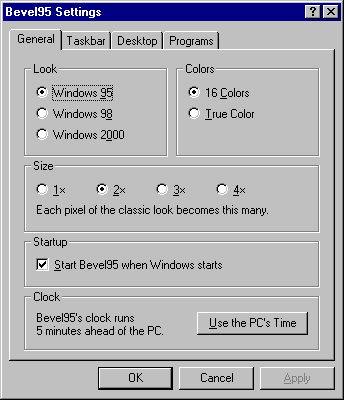 Bevel95 Settings
General Taskbar Desktop Programs
Look
Windows 95
Windows 98
Windows 2000
Colors
16 Colors
True Color
Size
1× 2× 3× 4×
Each pixel of the classic look becomes this many.
Startup
Start Bevel95 when Windows starts
Clock
Bevel95's clock runs
5 minutes ahead of the PC.
Use the PC's Time
OK Cancel Apply